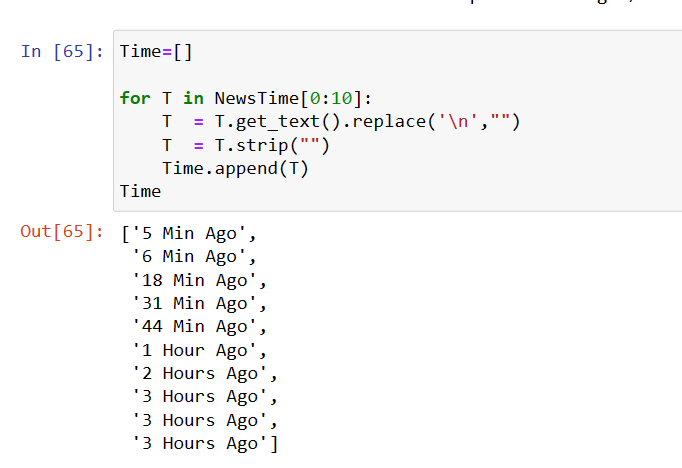 In [65]: Time=[]
for T in NewsTime[0:10]:
    T  = T.get_text().replace('\n',"")
    T  = T.strip("")
    Time.append(T)
Time
Out[65]: ['5 Min Ago',
 '6 Min Ago',
 '18 Min Ago',
 '31 Min Ago',
 '44 Min Ago',
 '1 Hour Ago',
 '2 Hours Ago',
 '3 Hours Ago',
 '3 Hours Ago',
 '3 Hours Ago']